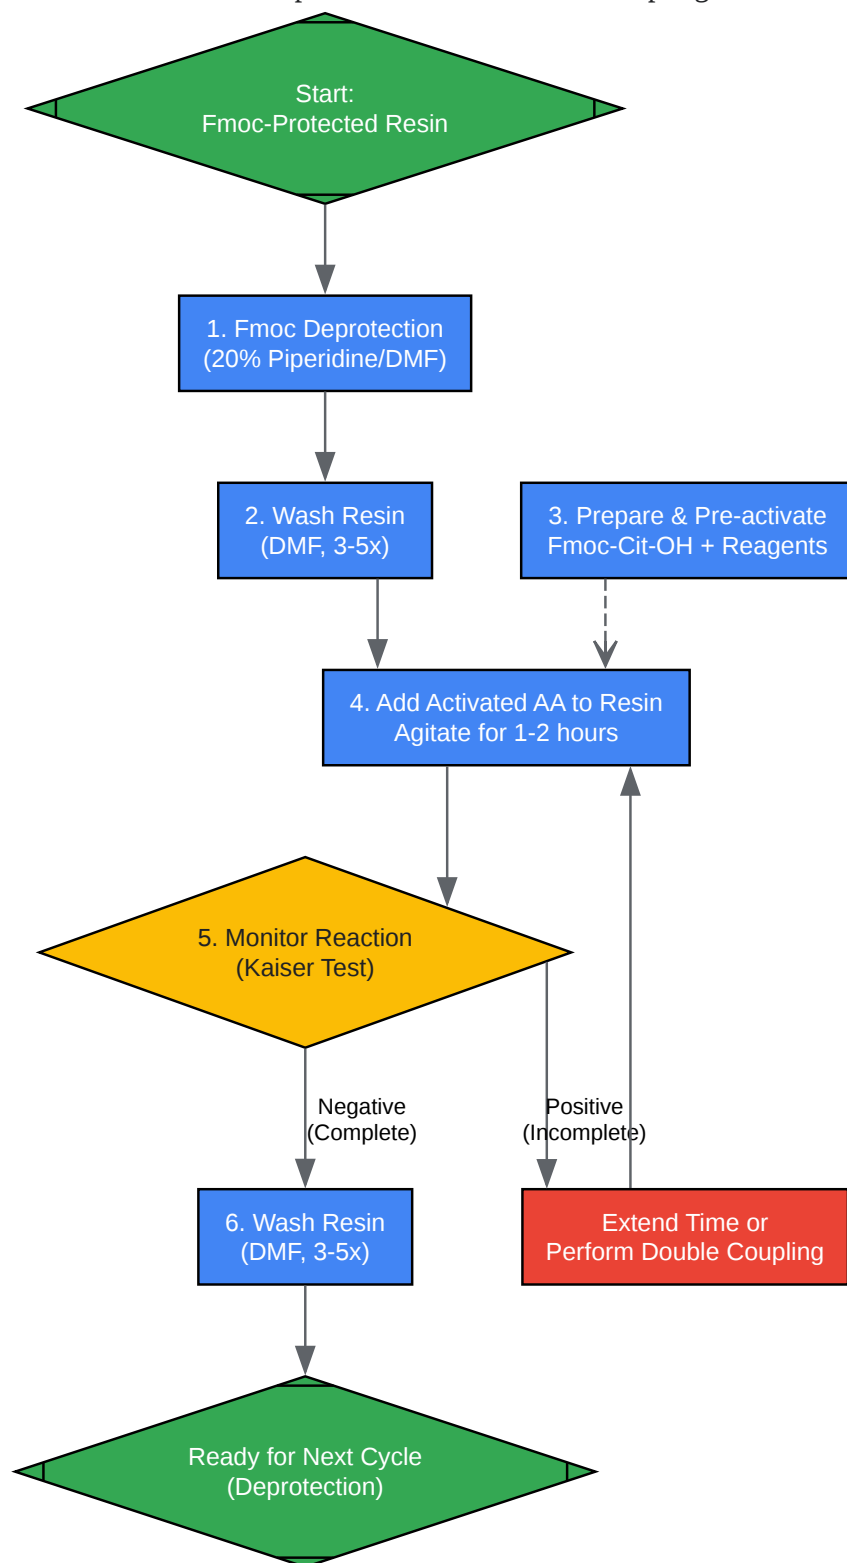 Start:
Fmoc-Protected Resin
1. Fmoc Deprotection
(20% Piperidine/DMF)
2. Wash Resin
(DMF, 3-5x)
3. Prepare & Pre-activate
Fmoc-Cit-OH + Reagents
4. Add Activated AA to Resin
Agitate for 1-2 hours
5. Monitor Reaction
(Kaiser Test)
Negative
(Complete)
Positive
(Incomplete)
6. Wash Resin
(DMF, 3-5x)
Extend Time or
Perform Double Coupling
Ready for Next Cycle
(Deprotection)